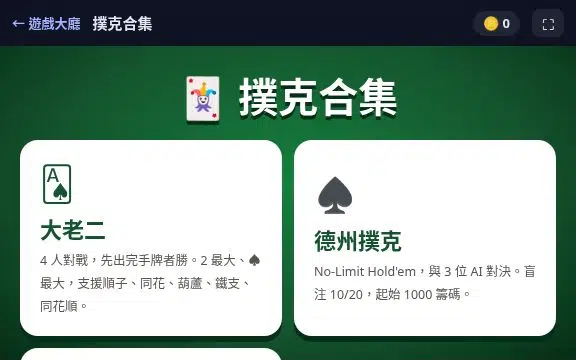 ← 遊戲大廳 撲克合集
0
撲克合集
A
大老二
4 人對戰，先出完手牌者勝。2 最大、♠
最大，支援順子、同花、葫蘆、鐵支、
同花順。
德州撲克
No-Limit Hold'em，與 3 位 AI 對決。盲
注 10/20，起始 1000 籌碼。